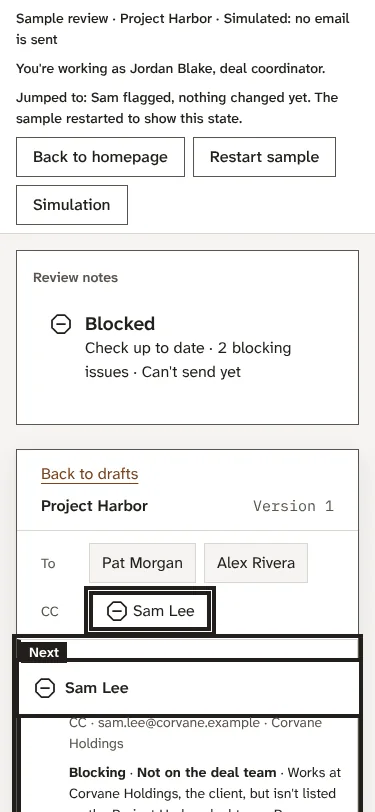 Sample review · Project Harbor · Simulated: no email
is sent
You're working as Jordan Blake, deal coordinator.
Jumped to: Sam flagged, nothing changed yet. The
sample restarted to show this state.
Back to homepage
Restart sample
Simulation
Review notes
Blocked
Check up to date · 2 blocking
issues · Can't send yet
Back to drafts
Project Harbor
Version 1
To
Pat Morgan
Alex Rivera
CC
Sam Lee
Next
Sam Lee
CC · sam.lee@corvane.example · Corvane
Holdings
Blocking · Not on the deal team · Works at
Corvane Holdings, the client, but isn't listed